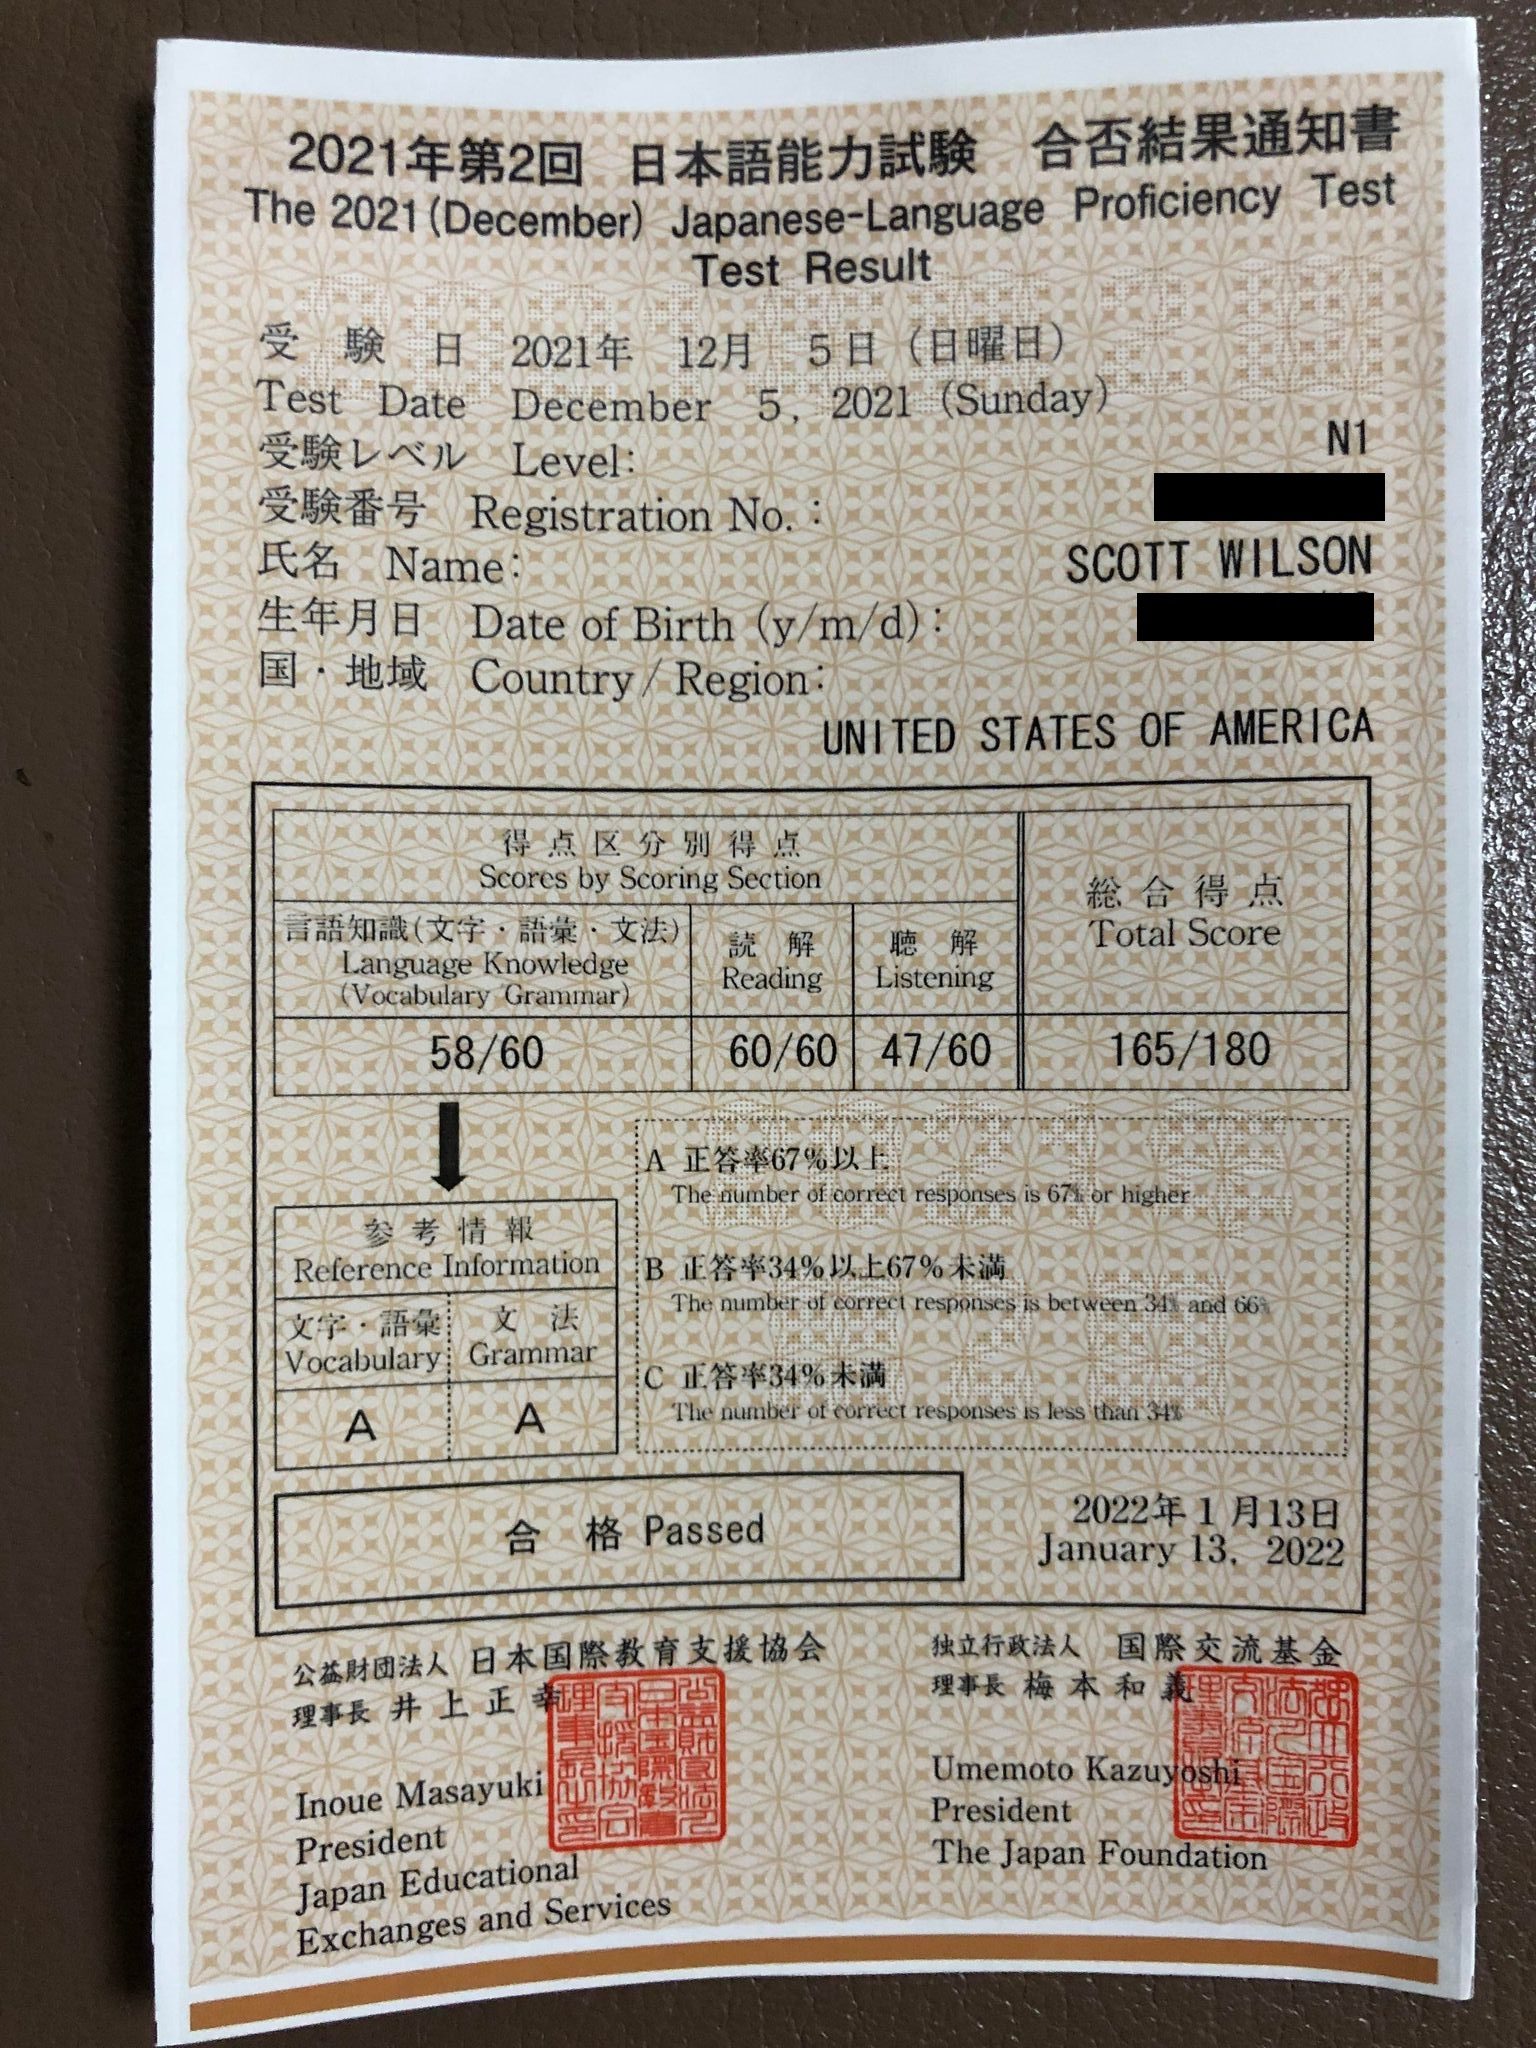 2021年第2回 日本語能力試験 合否結果通知書
The 2021 (December) Japanese-Language Proficiency Test
Test Result
受験日 2021年 12月 5日 (日曜日)
Test Date December 5, 2021 (Sunday)
受験レベル Level: N1
受験番号 Registration No. :
氏名 Name: SCOTT WILSON
生年月日 Date of Birth (y/m/d) :
国・地域 Country / Region:
UNITED STATES OF AMERICA
得点区分別得点
Scores by Scoring Section
総合得点
Total Score
言語知識(文字・語彙・文法)
Language Knowledge
(Vocabulary Grammar)
読解
Reading
聴解
Listening
58/60 60/60 47/60 165/180
参考情報
Reference Information
文字・語彙
Vocabulary
文法
Grammar
A A
A 正答率67%以上
The number of correct responses is 67% or higher
B 正答率34%以上67%未満
The number of correct responses is between 34% and 66%
C 正答率34%未満
The number of correct responses is less than 34%
合格 Passed
2022年 1月13日
January 13, 2022
公益財団法人 日本国際教育支援協会
理事長 井上正幸
Inoue Masayuki
President
Japan Educational
Exchanges and Services
独立行政法人 国際交流基金
理事長 梅本和義
Umemoto Kazuyoshi
President
The Japan Foundation